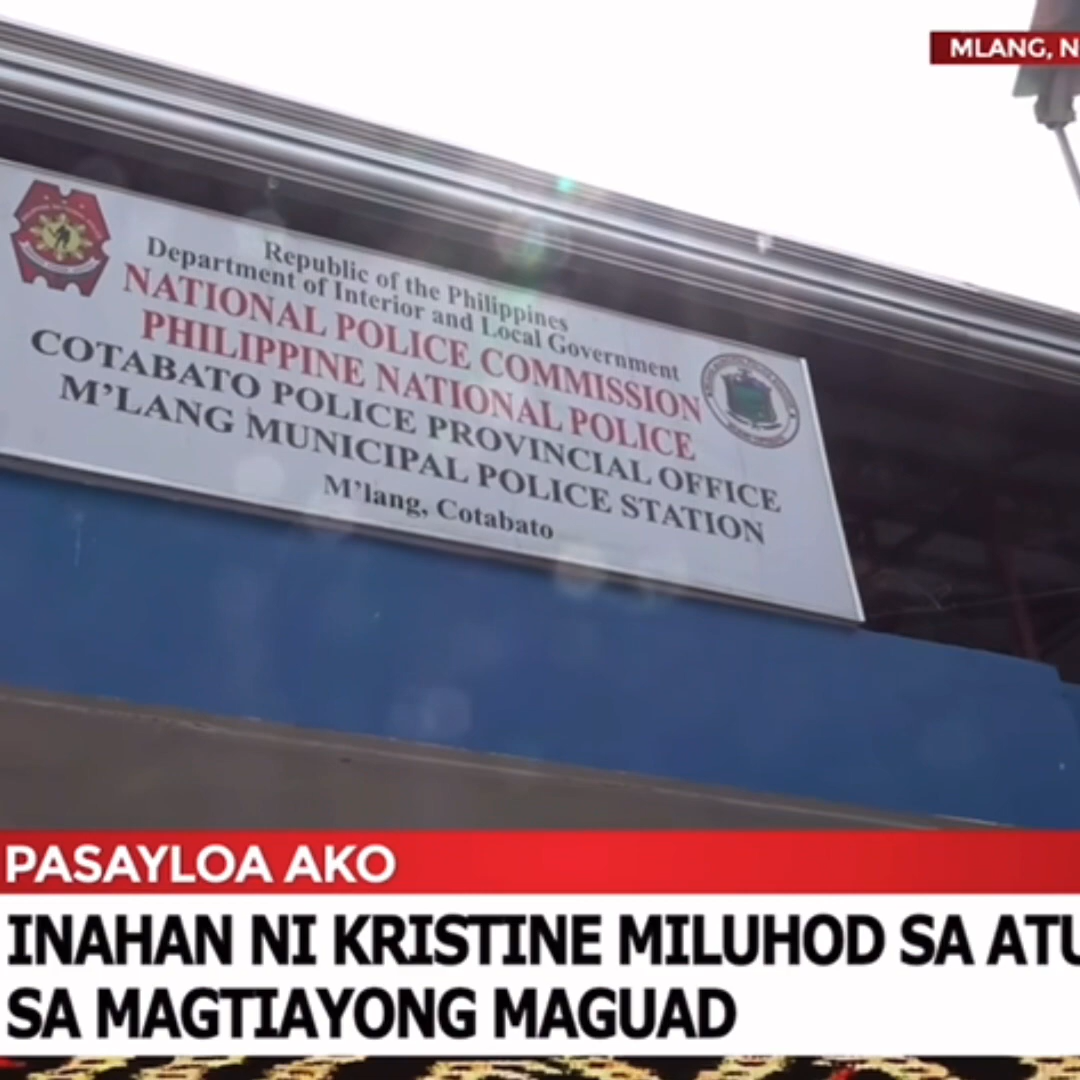 MLANG, N
Republic of the Philippines
Department of Interior and Local Government
NATIONAL POLICE COMMISSION
PHILIPPINE NATIONAL POLICE
COTABATO POLICE PROVINCIAL OFFICE
M'LANG MUNICIPAL POLICE STATION
M'lang, Cotabato
PASAYLOA AKO
INAHAN NI KRISTINE MILUHOD SA ATU
SA MAGTIAYONG MAGUAD